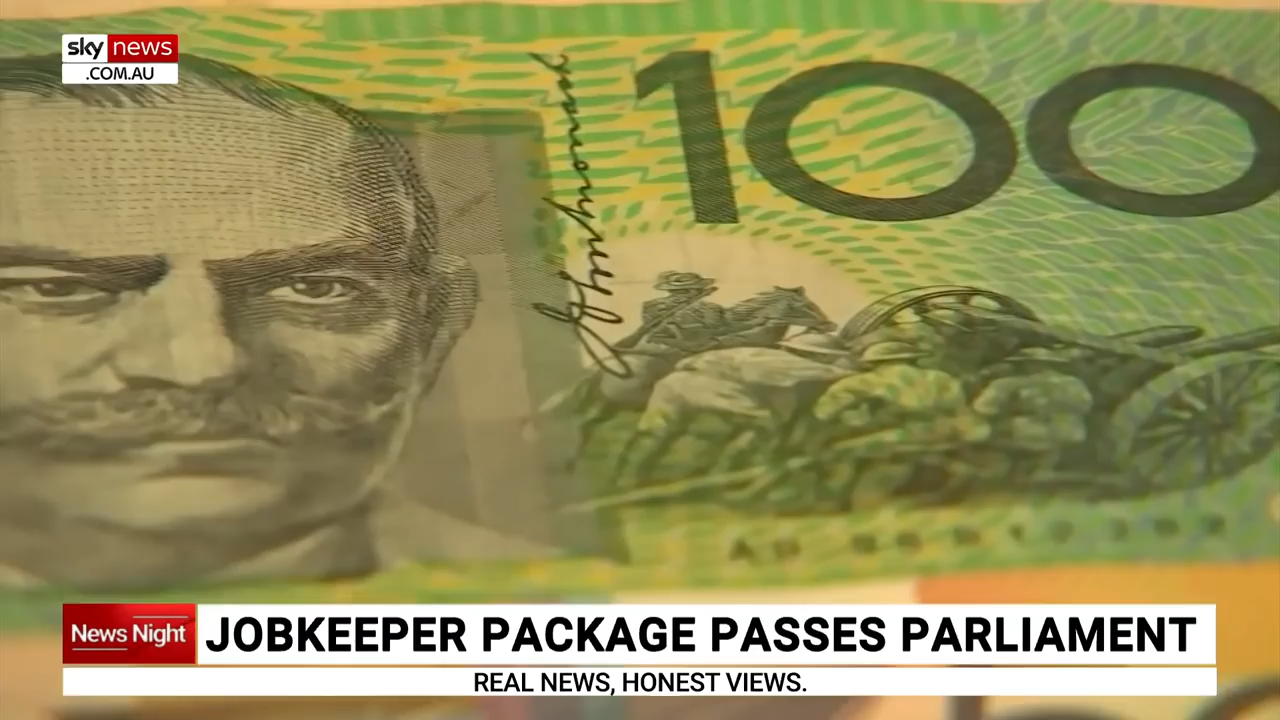 sky news
.COM.AU
100
News Night
JOBKEEPER PACKAGE PASSES PARLIAMENT
REAL NEWS, HONEST VIEWS.